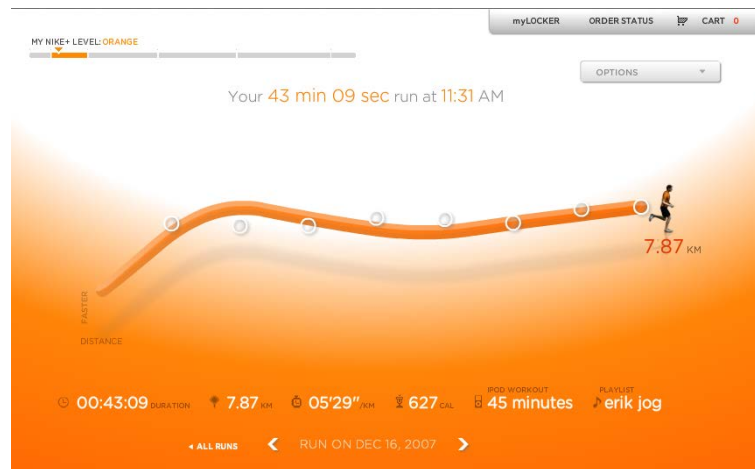 myLOCKER ORDER STATUS CART 0
MY NIKE+ LEVEL: ORANGE
OPTIONS
Your 43 min 09 sec run at 11:31 AM
7.87 KM
FASTER
DISTANCE
IPOD WORKOUT PLAYLIST
00:43:09 DURATION 7.87 KM 05'29"/KM 627 CAL 45 minutes erik jog
ALL RUNS RUN ON DEC 16, 2007